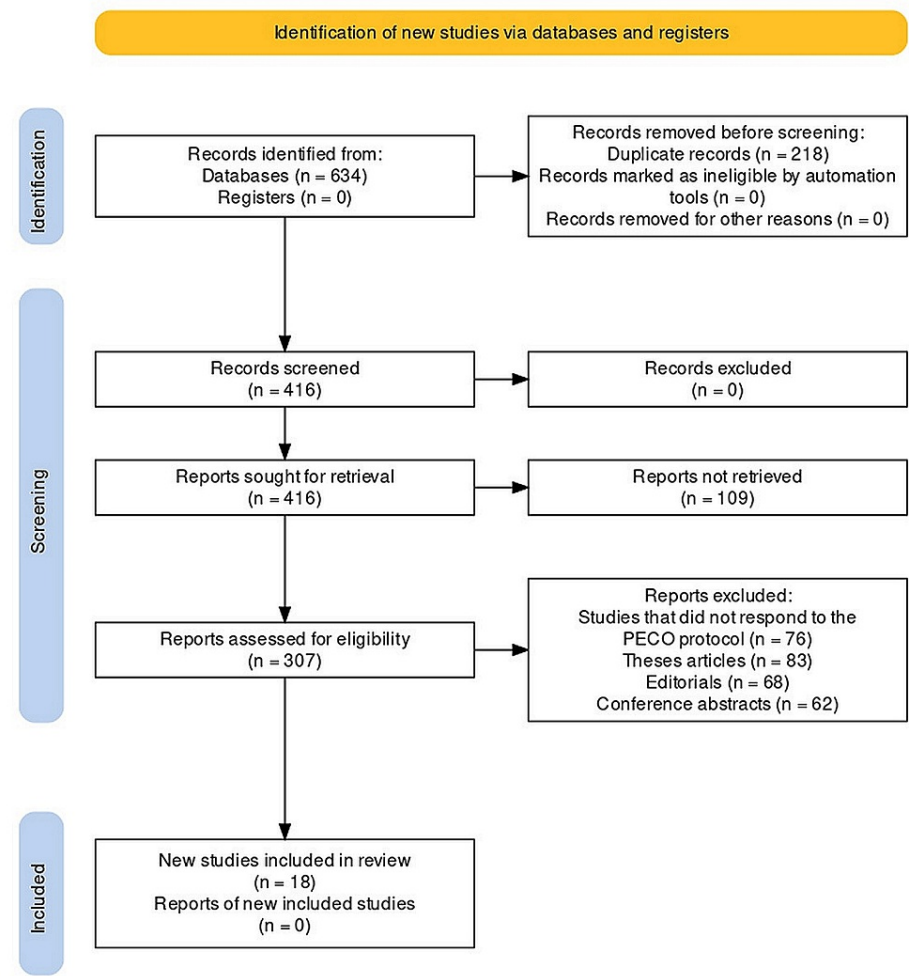 Identification of new studies via databases and registers
Identification
Records identified from:
Databases (n = 634)
Registers (n = 0)
Records removed before screening:
Duplicate records (n = 218)
Records marked as ineligible by automation
tools (n = 0)
Records removed for other reasons (n = 0)
Screening
Records screened
(n = 416)
Records excluded
(n = 0)
Reports sought for retrieval
(n = 416)
Reports not retrieved
(n = 109)
Reports assessed for eligibility
(n = 307)
Reports excluded:
Studies that did not respond to the
PECO protocol (n = 76)
Theses articles (n = 83)
Editorials (n = 68)
Conference abstracts (n = 62)
Included
New studies included in review
(n = 18)
Reports of new included studies
(n = 0)